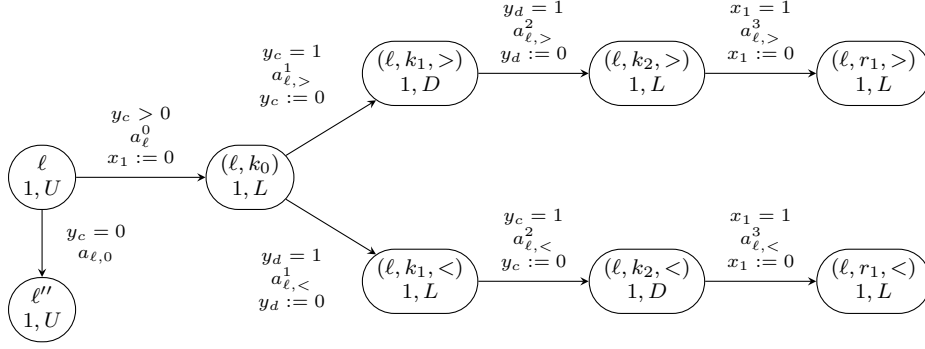 y_c = 1
a^1_{ℓ,>}
y_c := 0
(ℓ, k_1, >)
1, D
y_d = 1
a^2_{ℓ,>}
y_d := 0
(ℓ, k_2, >)
1, L
x_1 = 1
a^3_{ℓ,>}
x_1 := 0
(ℓ, r_1, >)
1, L
ℓ
1, U
y_c > 0
a^0_ℓ
x_1 := 0
(ℓ, k_0)
1, L
y_c = 0
a_{ℓ,0}
ℓ''
1, U
y_d = 1
a^1_{ℓ,<}
y_d := 0
(ℓ, k_1, <)
1, L
y_c = 1
a^2_{ℓ,<}
y_c := 0
(ℓ, k_2, <)
1, D
x_1 = 1
a^3_{ℓ,<}
x_1 := 0
(ℓ, r_1, <)
1, L